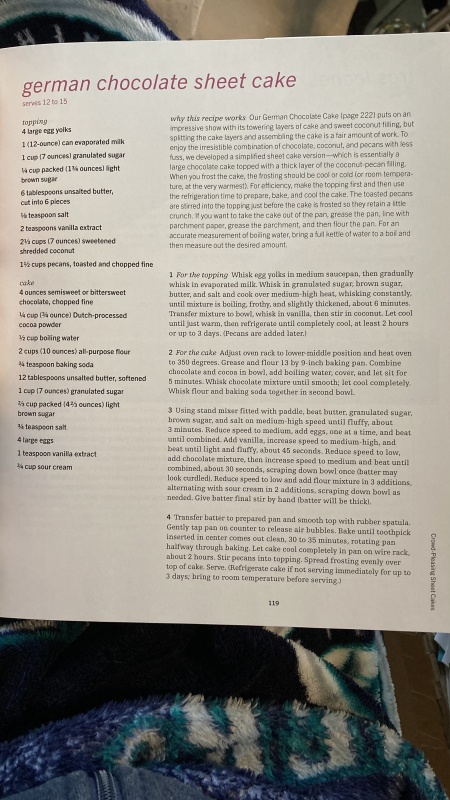 german chocolate sheet cake
serves 12 to 15
topping
4 large egg yolks
1 (12-ounce) can evaporated milk
1 cup (7 ounces) granulated sugar
¼ cup packed (1¾ ounces) light
brown sugar
6 tablespoons unsalted butter,
cut into 6 pieces
⅛ teaspoon salt
2 teaspoons vanilla extract
2⅓ cups (7 ounces) sweetened
shredded coconut
1½ cups pecans, toasted and chopped fine
cake
4 ounces semisweet or bittersweet
chocolate, chopped fine
¼ cup (¾ ounce) Dutch-processed
cocoa powder
½ cup boiling water
2 cups (10 ounces) all-purpose flour
¾ teaspoon baking soda
12 tablespoons unsalted butter, softened
1 cup (7 ounces) granulated sugar
⅔ cup packed (4⅔ ounces) light
brown sugar
¾ teaspoon salt
4 large eggs
1 teaspoon vanilla extract
¾ cup sour cream
why this recipe works Our German Chocolate Cake (page 222) puts on an
impressive show with its towering layers of cake and sweet coconut filling, but
splitting the cake layers and assembling the cake is a fair amount of work. To
enjoy the irresistible combination of chocolate, coconut, and pecans with less
fuss, we developed a simplified sheet cake version—which is essentially a
large chocolate cake topped with a thick layer of the coconut-pecan filling.
When you frost the cake, the frosting should be cool or cold (or room tempera-
ture, at the very warmest). For efficiency, make the topping first and then use
the refrigeration time to prepare, bake, and cool the cake. The toasted pecans
are stirred into the topping just before the cake is frosted so they retain a little
crunch. If you want to take the cake out of the pan, grease the pan, line with
parchment paper, grease the parchment, and then flour the pan. For an
accurate measurement of boiling water, bring a full kettle of water to a boil and
then measure out the desired amount.
1 For the topping Whisk egg yolks in medium saucepan, then gradually
whisk in evaporated milk. Whisk in granulated sugar, brown sugar,
butter, and salt and cook over medium-high heat, whisking constantly,
until mixture is boiling, frothy, and slightly thickened, about 6 minutes.
Transfer mixture to bowl, whisk in vanilla, then stir in coconut. Let cool
until just warm, then refrigerate until completely cool, at least 2 hours
or up to 3 days. (Pecans are added later.)
2 For the cake Adjust oven rack to lower-middle position and heat oven
to 350 degrees. Grease and flour 13 by 9-inch baking pan. Combine
chocolate and cocoa in bowl, add boiling water, cover, and let sit for
5 minutes. Whisk chocolate mixture until smooth; let cool completely.
Whisk flour and baking soda together in second bowl.
3 Using stand mixer fitted with paddle, beat butter, granulated sugar,
brown sugar, and salt on medium-high speed until fluffy, about
3 minutes. Reduce speed to medium, add eggs, one at a time, and beat
until combined. Add vanilla, increase speed to medium-high, and
beat until light and fluffy, about 45 seconds. Reduce speed to low,
add chocolate mixture, then increase speed to medium and beat until
combined, about 30 seconds, scraping down bowl once (batter may
look curdled). Reduce speed to low and add flour mixture in 3 additions,
alternating with sour cream in 2 additions, scraping down bowl as
needed. Give batter final stir by hand (batter will be thick).
4 Transfer batter to prepared pan and smooth top with rubber spatula.
Gently tap pan on counter to release air bubbles. Bake until toothpick
inserted in center comes out clean, 30 to 35 minutes, rotating pan
halfway through baking. Let cake cool completely in pan on wire rack,
about 2 hours. Stir pecans into topping. Spread frosting evenly over
top of cake. Serve. (Refrigerate cake if not serving immediately for up to
3 days; bring to room temperature before serving.)
Crowd-Pleasing Sheet Cakes
119